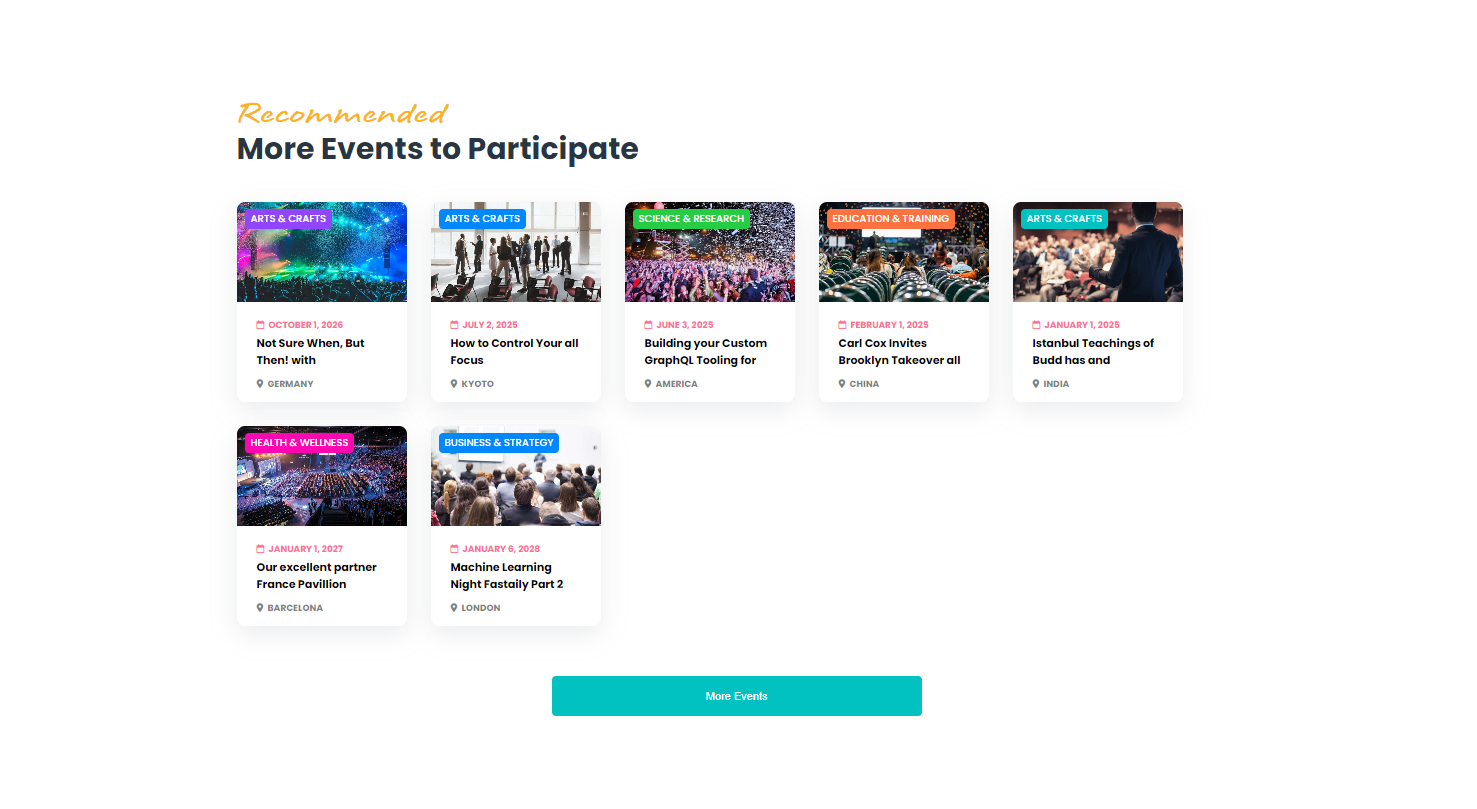 Recommended
More Events to Participate
ARTS & CRAFTS
OCTOBER 1, 2026
Not Sure When, But
Then! with
GERMANY
ARTS & CRAFTS
JULY 2, 2025
How to Control Your all
Focus
KYOTO
SCIENCE & RESEARCH
JUNE 3, 2025
Building your Custom
GraphQL Tooling for
AMERICA
EDUCATION & TRAINING
FEBRUARY 1, 2025
Carl Cox Invites
Brooklyn Takeover all
CHINA
ARTS & CRAFTS
JANUARY 1, 2025
Istanbul Teachings of
Budd has and
INDIA
HEALTH & WELLNESS
JANUARY 1, 2027
Our excellent partner
France Pavillion
BARCELONA
BUSINESS & STRATEGY
JANUARY 6, 2028
Machine Learning
Night Fastaily Part 2
LONDON
More Events